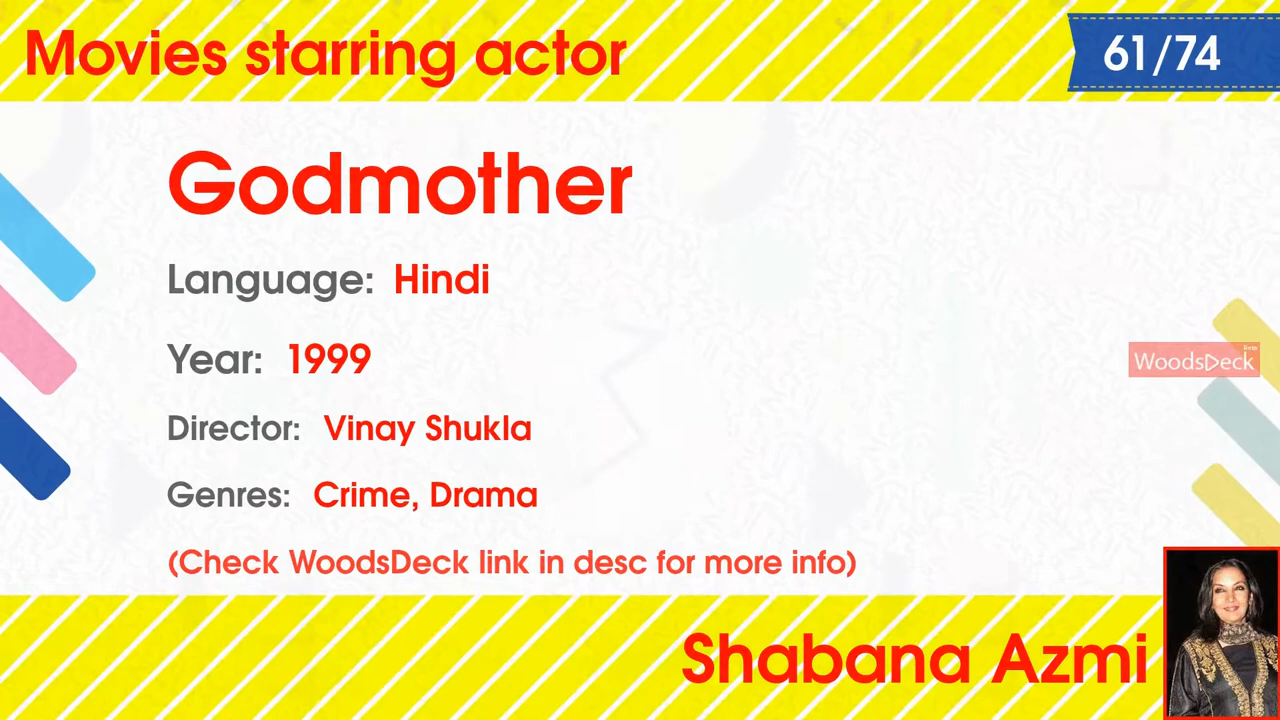 Movies starring actor
61/74
Godmother
Language: Hindi
Year: 1999
WoodsDeck
Beta
Director: Vinay Shukla
Genres: Crime, Drama
(Check WoodsDeck link in desc for more info)
Shabana Azmi